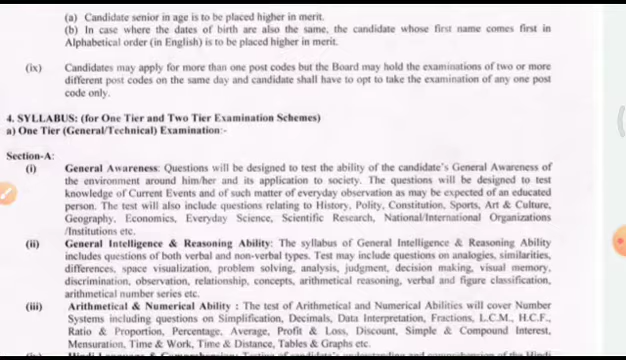 (a) Candidate senior in age is to be placed higher in merit.
(b) In case where the dates of birth are also the same, the candidate whose first name comes first in
Alphabetical order (in English) is to be placed higher in merit.
(ix) Candidates may apply for more than one post codes but the Board may hold the examinations of two or more
different post codes on the same day and candidate shall have to opt to take the examination of any one post
code only.
4. SYLLABUS: (for One Tier and Two Tier Examination Schemes)
a) One Tier (General/Technical) Examination:-
Section-A:
(i) General Awareness: Questions will be designed to test the ability of the candidate's General Awareness of
the environment around him/her and its application to society. The questions will be designed to test
knowledge of Current Events and of such matter of everyday observation as may be expected of an educated
person. The test will also include questions relating to History, Polity, Constitution, Sports, Art & Culture,
Geography, Economics, Everyday Science, Scientific Research, National/International Organizations
/Institutions etc.
(ii) General Intelligence & Reasoning Ability: The syllabus of General Intelligence & Reasoning Ability
includes questions of both verbal and non-verbal types. Test may include questions on analogies, similarities,
differences, space visualization, problem solving, analysis, judgment, decision making, visual memory,
discrimination, observation, relationship, concepts, arithmetical reasoning, verbal and figure classification,
arithmetical number series etc.
(iii) Arithmetical & Numerical Ability : The test of Arithmetical and Numerical Abilities will cover Number
Systems including questions on Simplification, Decimals, Data Interpretation, Fractions, L.C.M., H.C.F.,
Ratio & Proportion, Percentage, Average, Profit & Loss, Discount, Simple & Compound Interest,
Mensuration, Time & Work, Time & Distance, Tables & Graphs etc.